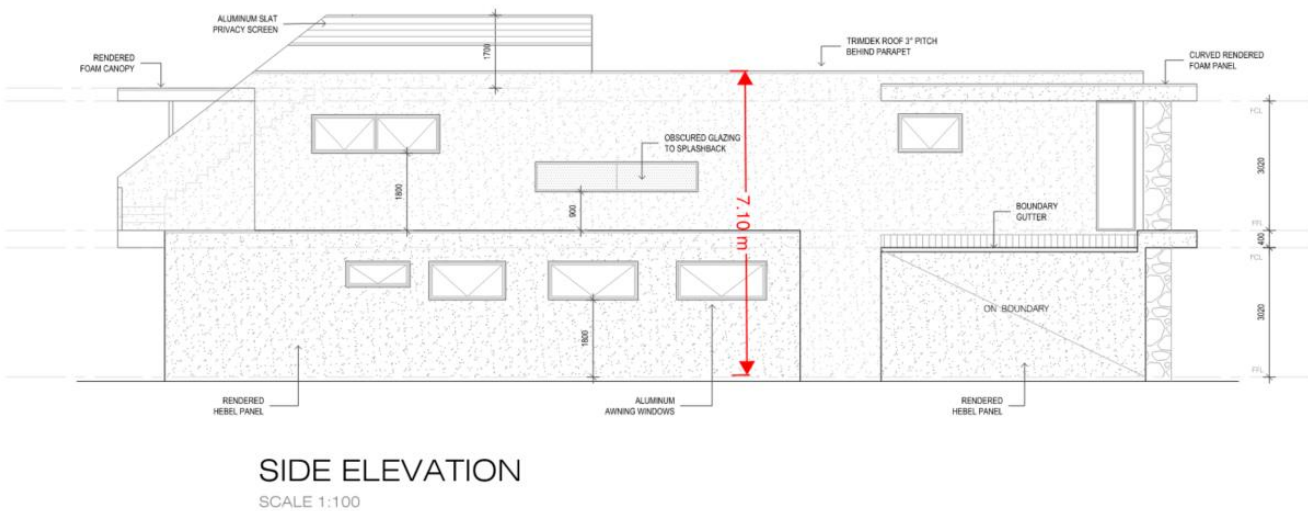 ALUMINUM SLAT
PRIVACY SCREEN
1700
TRIMDEK ROOF 3° PITCH
BEHIND PARAPET
RENDERED
FOAM CANOPY
CURVED RENDERED
FOAM PANEL
FCL
OBSCURED GLAZING
TO SPLASHBACK
3020
1800
900
7.10 m
BOUNDARY
GUTTER
FFL
400
FCL
ON BOUNDARY
3020
1800
FFL
RENDERED
HEBEL PANEL
ALUMINUM
AWNING WINDOWS
RENDERED
HEBEL PANEL
SIDE ELEVATION
SCALE 1:100